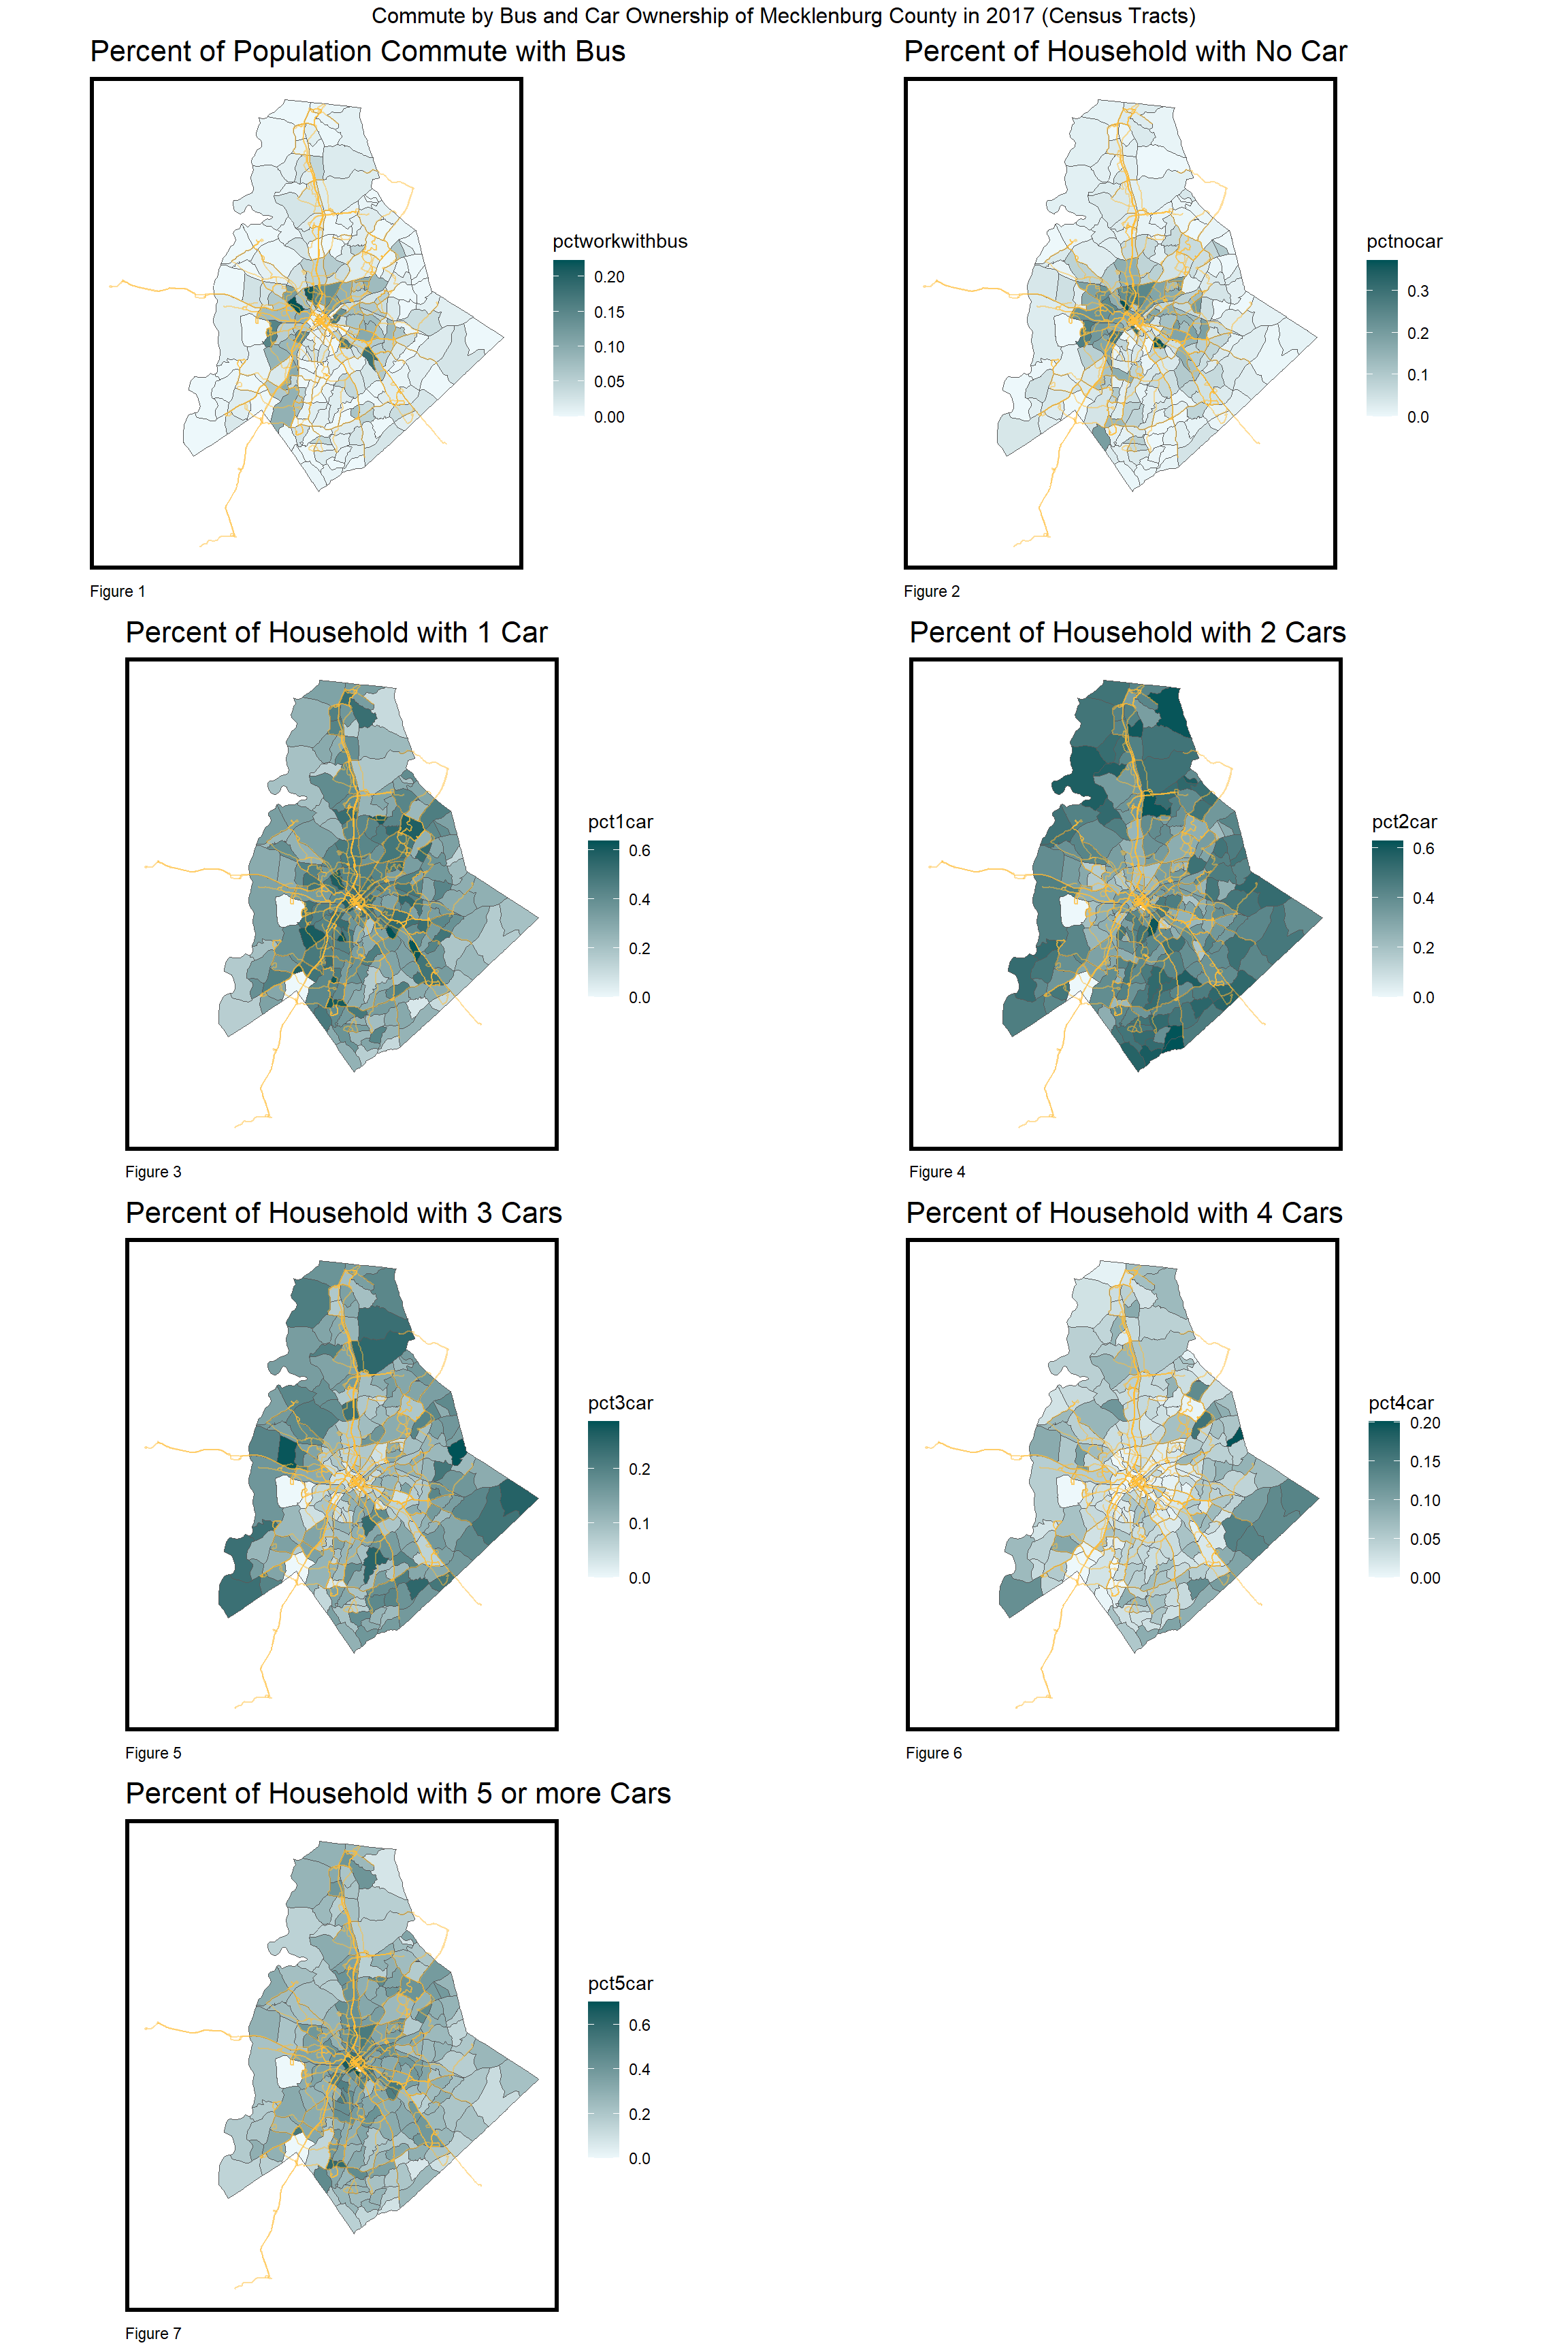 Commute by Bus and Car Ownership of Mecklenburg County in 2017 (Census Tracts)
Percent of Population Commute with Bus
pctworkwithbus
0.20
0.15
0.10
0.05
0.00
Figure 1
Percent of Household with No Car
pctnocar
0.3
0.2
0.1
0.0
Figure 2
Percent of Household with 1 Car
pct1car
0.6
0.4
0.2
0.0
Figure 3
Percent of Household with 2 Cars
pct2car
0.6
0.4
0.2
0.0
Figure 4
Percent of Household with 3 Cars
pct3car
0.2
0.1
0.0
Figure 5
Percent of Household with 4 Cars
pct4car
0.20
0.15
0.10
0.05
0.00
Figure 6
Percent of Household with 5 or more Cars
pct5car
0.6
0.4
0.2
0.0
Figure 7